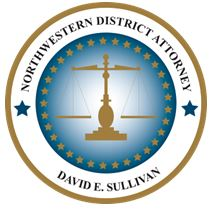 NORTHWESTERN DISTRICT ATTORNEY
DAVID E. SULLIVAN